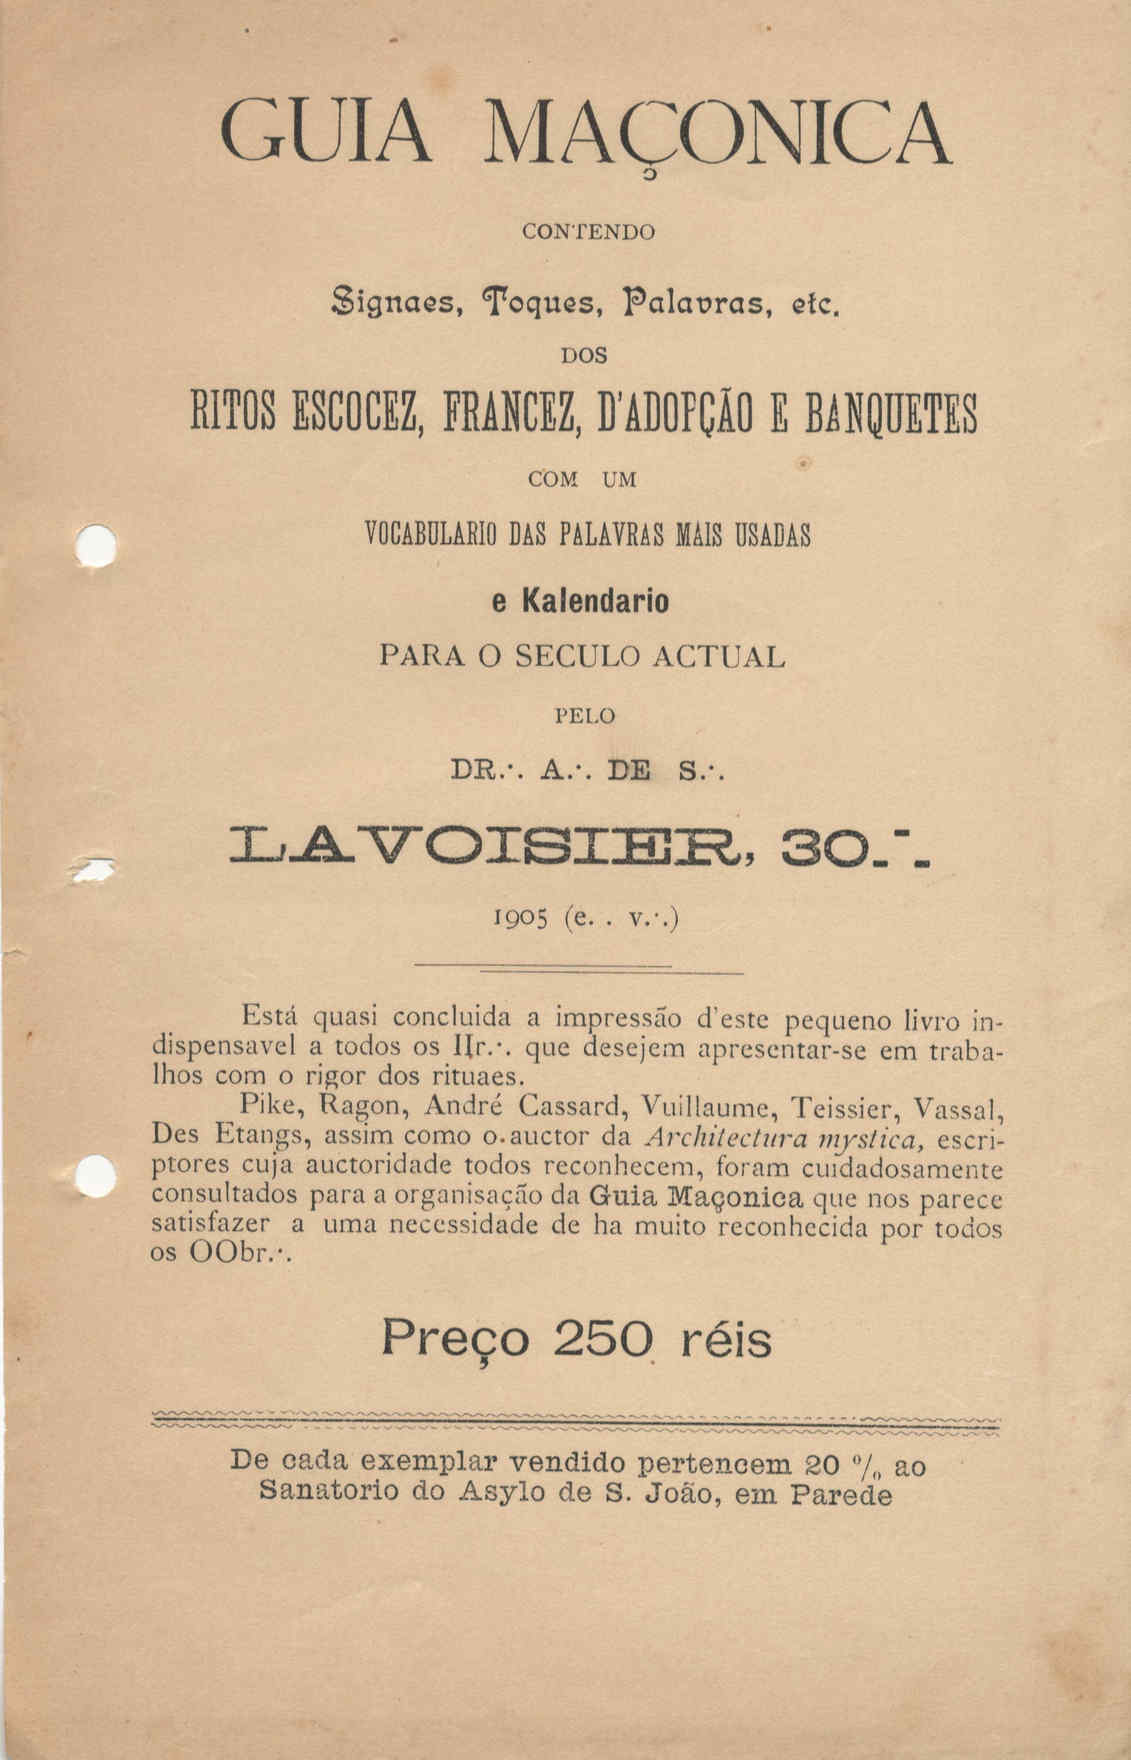 GUIA MAÇONICA
CONTENDO
Signaes, Toques, Palavras, etc.
DOS
RITOS ESCOCEZ, FRANCEZ, D'ADOPÇÃO E BANQUETES
COM UM
VOCABULARIO DAS PALAVRAS MAIS USADAS
e Kalendario
PARA O SECULO ACTUAL
PELO
DR.·. A.·. DE S.·.
LAVOISIER, 30.·.
1905 (e. . v.·.)
Está quasi concluida a impressão d'este pequeno livro in-
dispensavel a todos os IIr.·. que desejem apresentar-se em traba-
lhos com o rigor dos rituaes.
Pike, Ragon, André Cassard, Vuillaume, Teissier, Vassal,
Des Etangs, assim como o auctor da Architectura mystica, escri-
ptores cuja auctoridade todos reconhecem, foram cuidadosamente
consultados para a organisação da Guia Maçonica que nos parece
satisfazer a uma necessidade de ha muito reconhecida por todos
os OObr.·.
Preço 250 réis
De cada exemplar vendido pertencem 20 % ao
Sanatorio do Asylo de S. João, em Parede